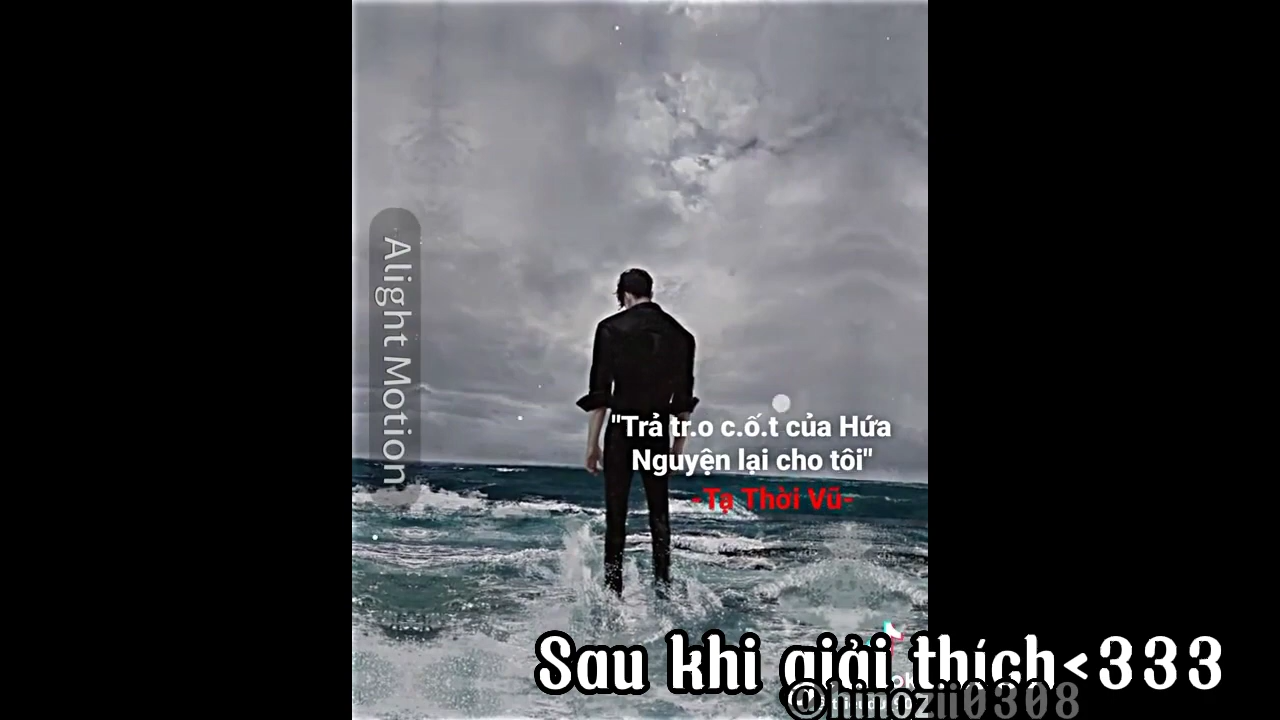 Alight Motion
"Trả tr.o c.ố.t của Hứa
Nguyện lại cho tôi"
-Tạ Thời Vũ-
Sau khi giải thích<333
@hinozii0308